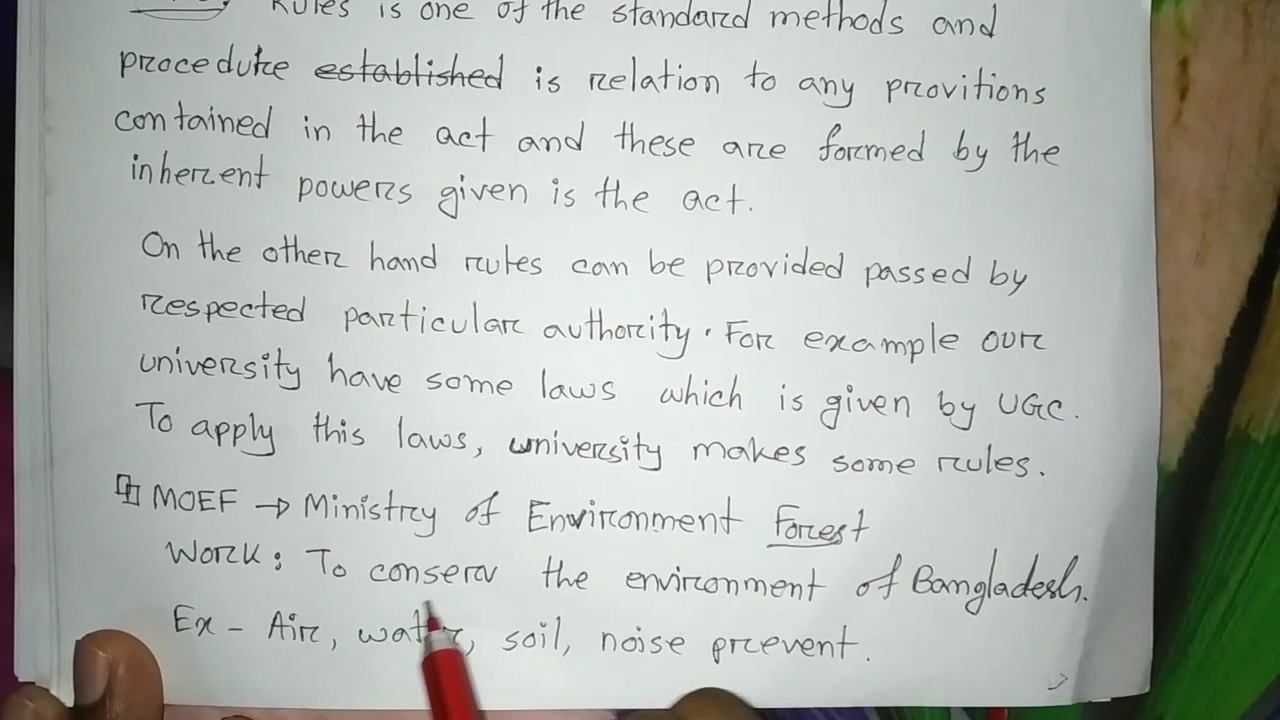 Rules is one of the standard methods and
procedure established is relation to any provitions
contained in the act and these are formed by the
inherent powers given is the act.
On the other hand rules can be provided passed by
respected particular authority. For example our
university have some laws which is given by UGC.
To apply this laws, university makes some rules.
MOEF → Ministry of Environment Forest
Work: To conserv the environment of Bangladesh.
Ex - Air, water, soil, noise prevent.